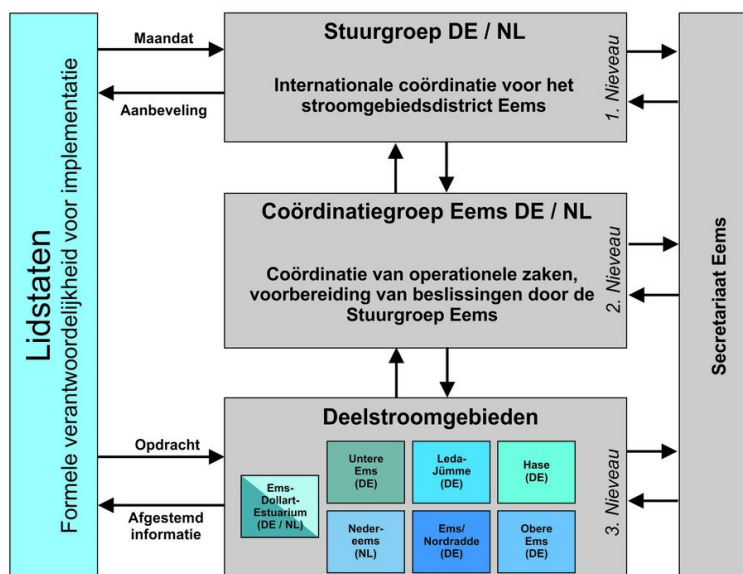 Lidstaten
Formele verantwoordelijkheid voor implementatie
Maandat
Aanbeveling
Stuurgroep DE / NL
Internationale coördinatie voor het
stroomgebiedsdistrict Eems
1. Nieveau
Coördinatiegroep Eems DE / NL
Coördinatie van operationele zaken,
voorbereiding van beslissingen door de
Stuurgroep Eems
2. Nieveau
Opdracht
Afgestemd
informatie
Deelstroomgebieden
Ems-
Dollart-
Estuarium
(DE / NL)
Untere
Ems
(DE)
Leda-
Jümme
(DE)
Hase
(DE)
Neder-
eems
(NL)
Ems/
Nordradde
(DE)
Obere
Ems
(DE)
3. Nieveau
Secretariaat Eems